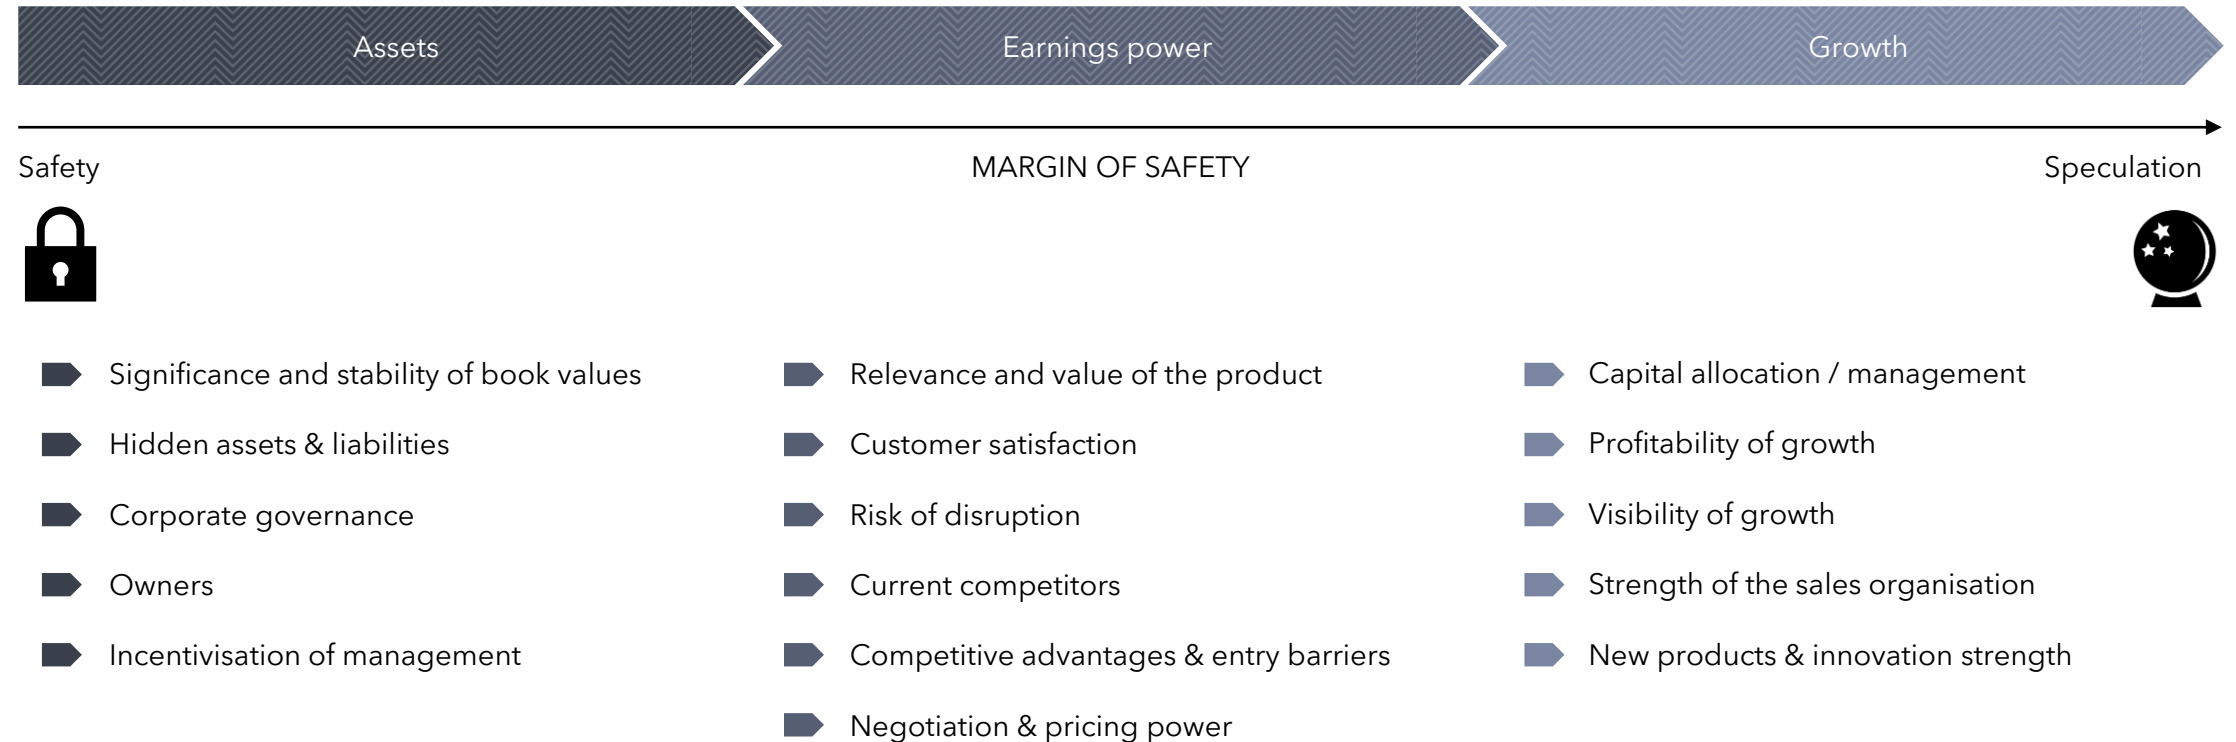 Assets
Earnings power
Growth
Safety
MARGIN OF SAFETY
Speculation
Significance and stability of book values
Hidden assets & liabilities
Corporate governance
Owners
Incentivisation of management
Relevance and value of the product
Customer satisfaction
Risk of disruption
Current competitors
Competitive advantages & entry barriers
Negotiation & pricing power
Capital allocation / management
Profitability of growth
Visibility of growth
Strength of the sales organisation
New products & innovation strength